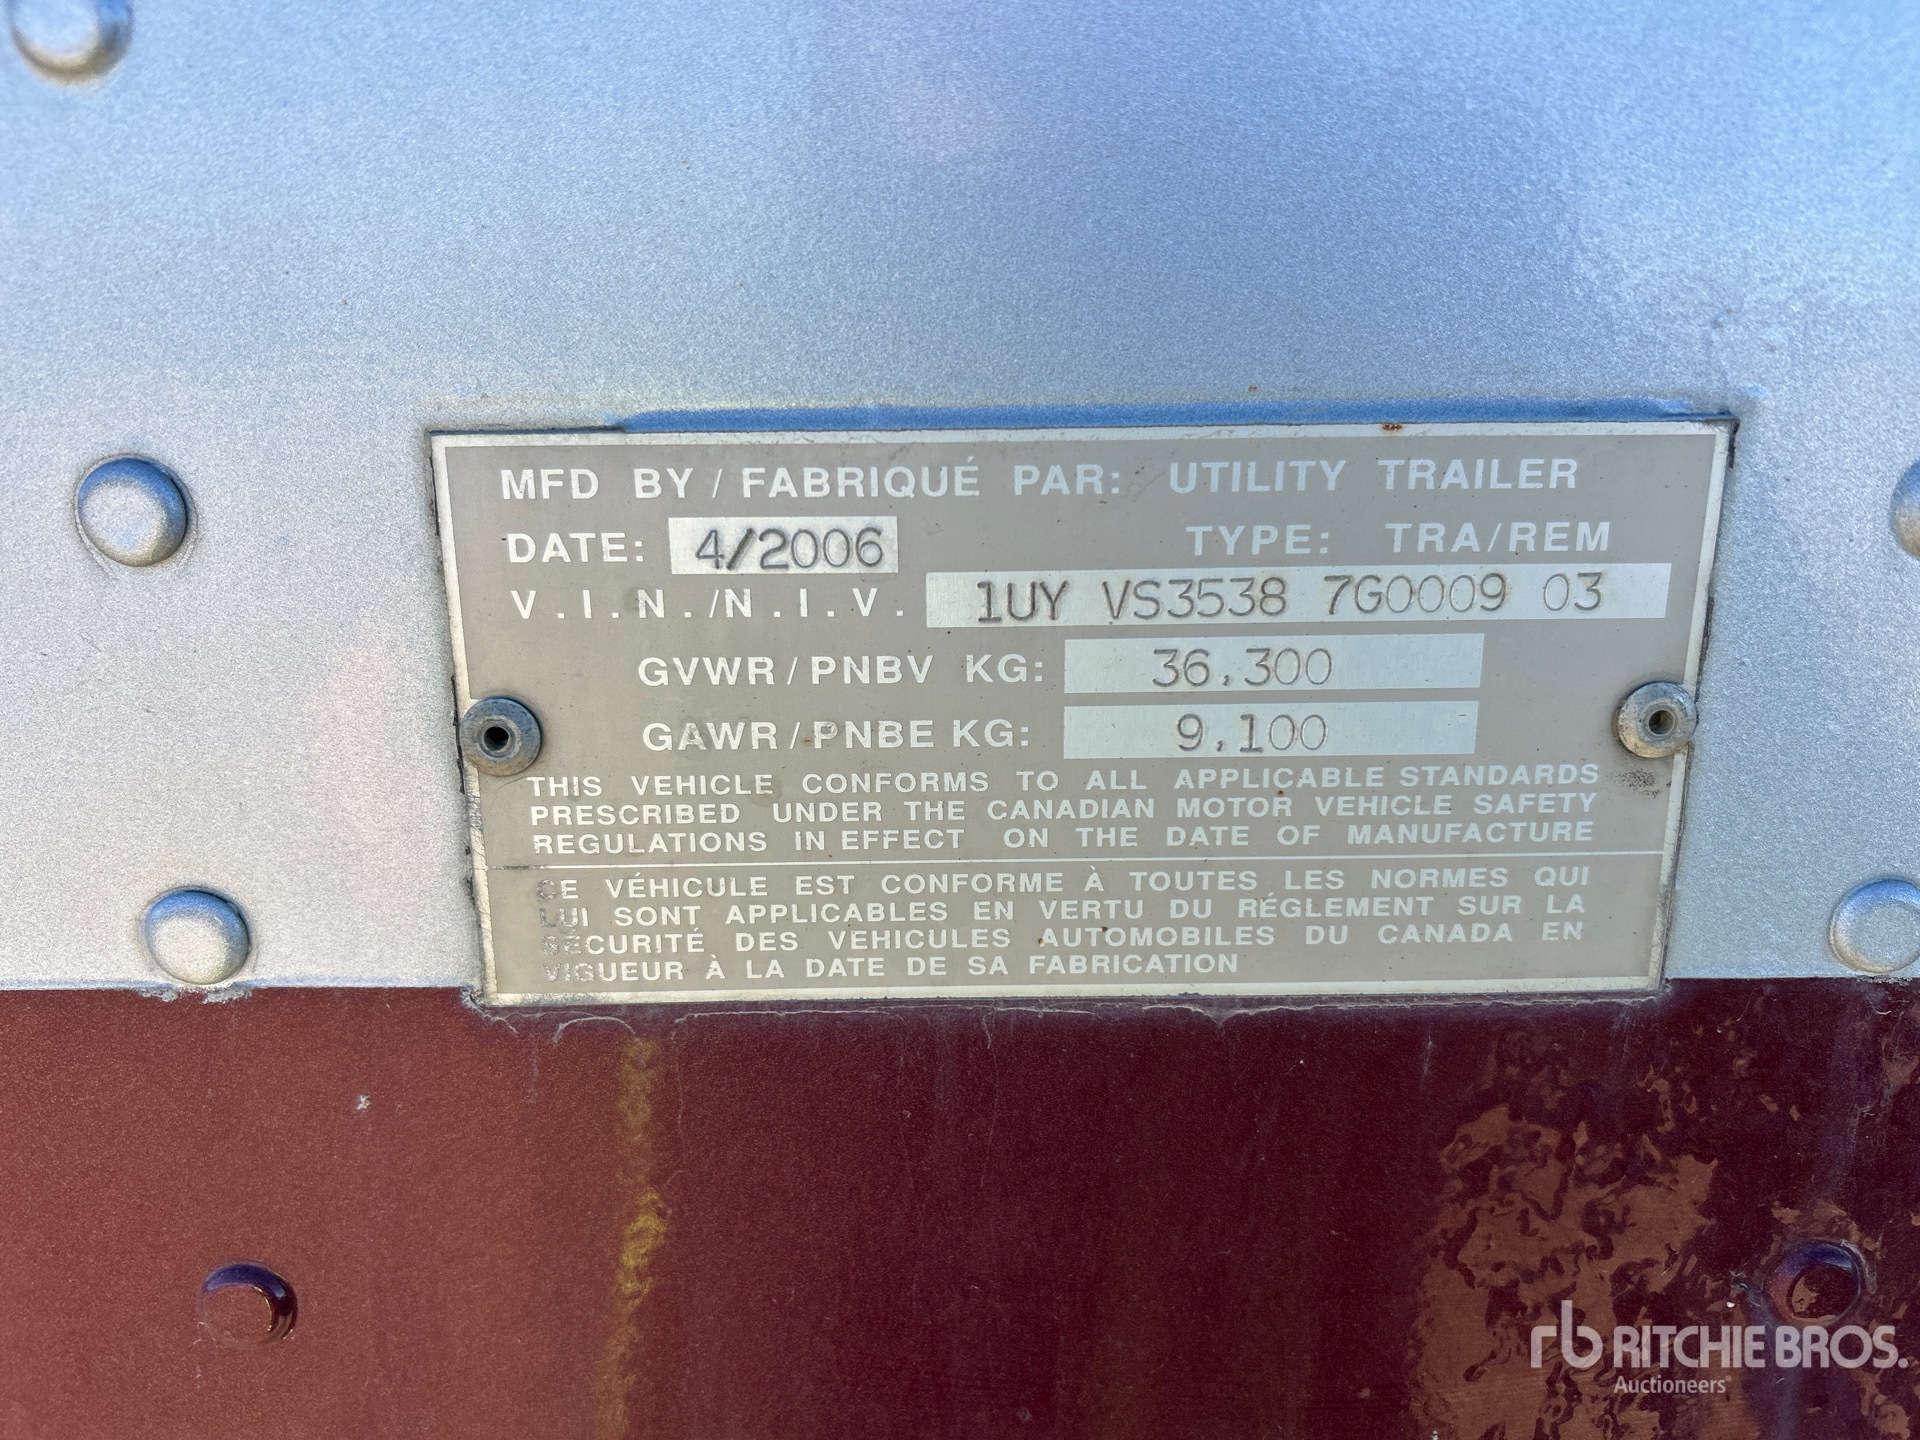 MFD BY / FABRIQUÉ PAR: UTILITY TRAILER
DATE: 4/2006 TYPE: TRA/REM
V.I.N./N.I.V. 1UY VS3538 7G0009 03
GVWR/PNBV KG: 36,300
GAWR/PNBE KG: 9,100
THIS VEHICLE CONFORMS TO ALL APPLICABLE STANDARDS
PRESCRIBED UNDER THE CANADIAN MOTOR VEHICLE SAFETY
REGULATIONS IN EFFECT ON THE DATE OF MANUFACTURE
CE VÉHICULE EST CONFORME À TOUTES LES NORMES QUI
LUI SONT APPLICABLES EN VERTU DU RÉGLEMENT SUR LA
SÉCURITÉ DES VEHICULES AUTOMOBILES DU CANADA EN
VIGUEUR À LA DATE DE SA FABRICATION
rb RITCHIE BROS.
Auctioneers